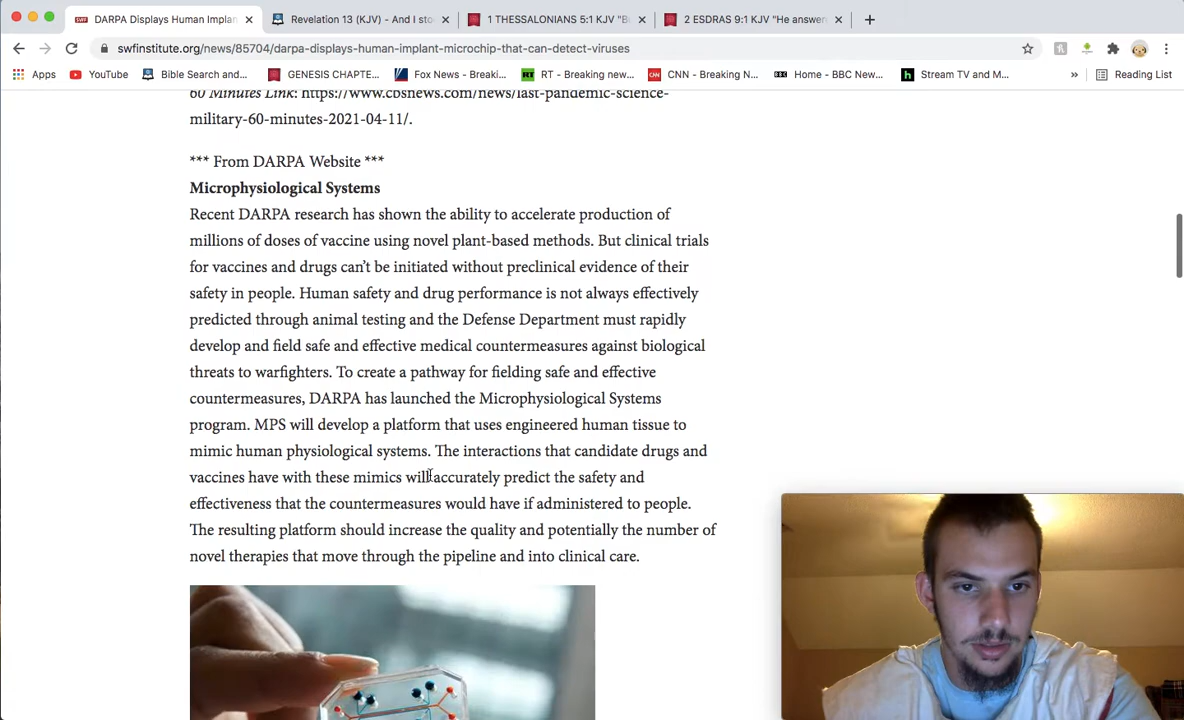 DARPA Displays Human Implan
Revelation 13 (KJV) - And I sto
1 THESSALONIANS 5:1 KJV "B
2 ESDRAS 9:1 KJV "He answer
swfinstitute.org/news/85704/darpa-displays-human-implant-microchip-that-can-detect-viruses
Apps
YouTube
Bible Search and...
GENESIS CHAPTE...
Fox News - Breaki...
RT - Breaking new...
CNN - Breaking N...
Home - BBC New...
Stream TV and M...
»
Reading List
60 Minutes Link: https://www.cbsnews.com/news/last-pandemic-science-
military-60-minutes-2021-04-11/.
*** From DARPA Website ***
Microphysiological Systems
Recent DARPA research has shown the ability to accelerate production of
millions of doses of vaccine using novel plant-based methods. But clinical trials
for vaccines and drugs can't be initiated without preclinical evidence of their
safety in people. Human safety and drug performance is not always effectively
predicted through animal testing and the Defense Department must rapidly
develop and field safe and effective medical countermeasures against biological
threats to warfighters. To create a pathway for fielding safe and effective
countermeasures, DARPA has launched the Microphysiological Systems
program. MPS will develop a platform that uses engineered human tissue to
mimic human physiological systems. The interactions that candidate drugs and
vaccines have with these mimics will accurately predict the safety and
effectiveness that the countermeasures would have if administered to people.
The resulting platform should increase the quality and potentially the number of
novel therapies that move through the pipeline and into clinical care.